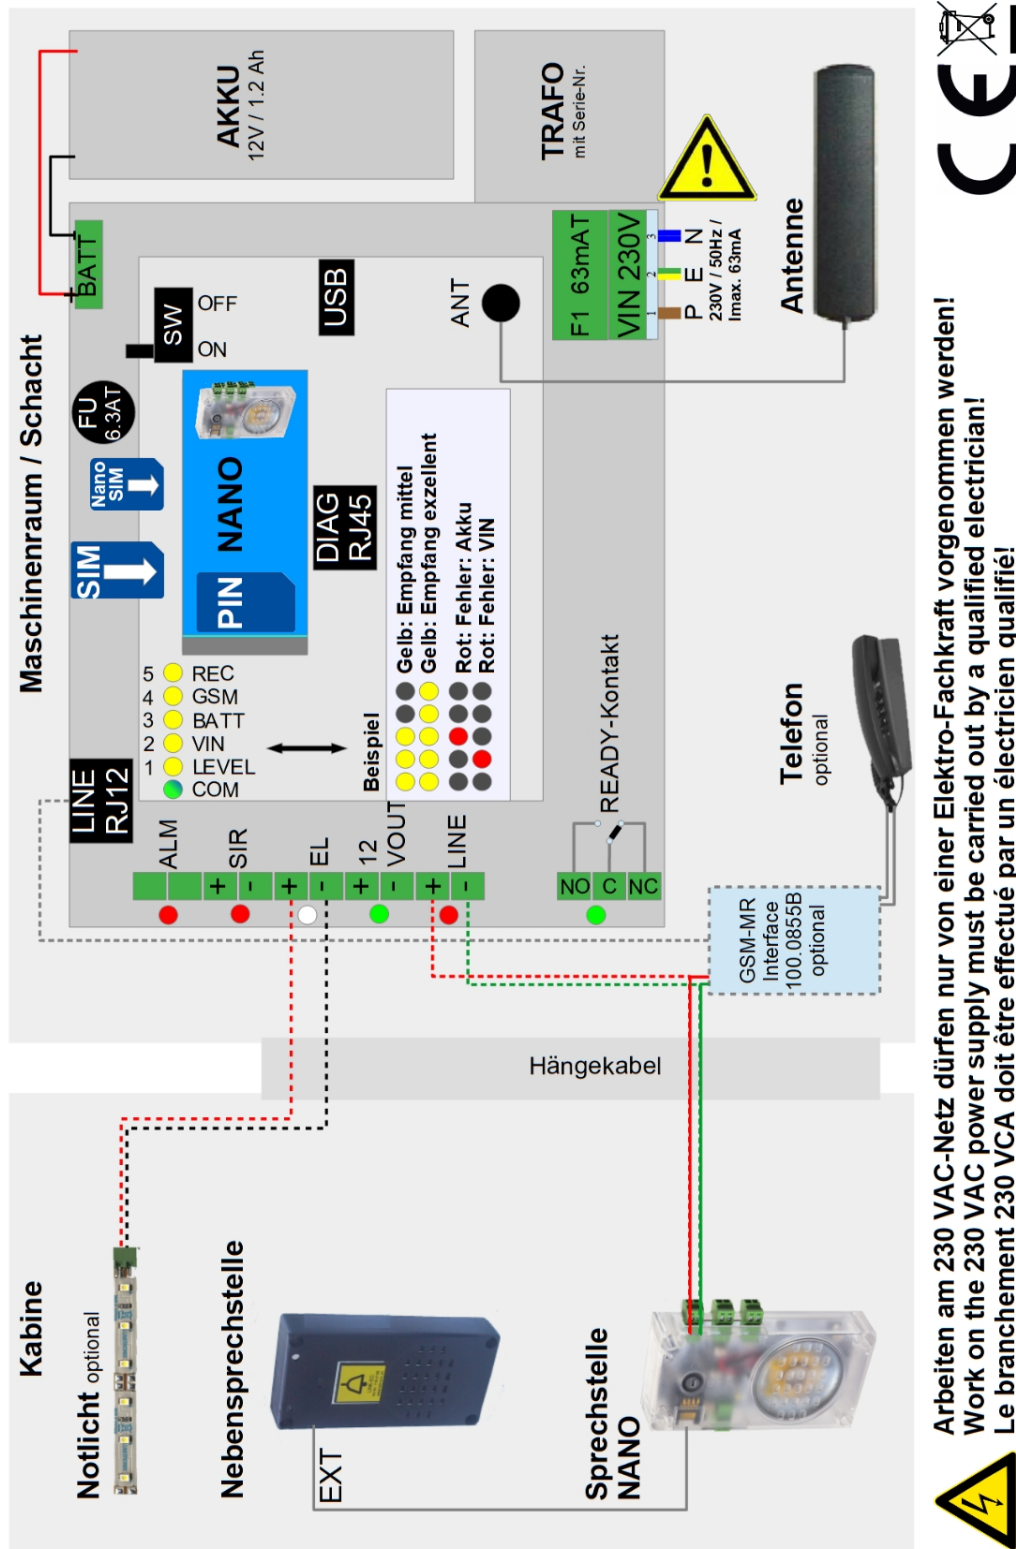 Maschinenraum / Schacht
AKKU
12V / 1.2 Ah
TRAFO
mit Serie-Nr.
BATT
+
-
FU
6.3AT
SW
OFF
ON
USB
ANT
F1 63mAT
VIN 230V
1 2 3
P E N
230V / 50Hz /
Imax. 63mA
Antenne
SIM
Nano
SIM
PIN NANO
DIAG
RJ45
LINE
RJ12
5 REC
4 GSM
3 BATT
2 VIN
1 LEVEL
COM
Beispiel
Gelb: Empfang mittel
Gelb: Empfang exzellent
Rot: Fehler: Akku
Rot: Fehler: VIN
ALM
+
-
SIR
+
-
EL
+
-
12
VOUT
+
-
LINE
NO
C
NC
READY-Kontakt
Telefon
optional
GSM-MR
Interface
100.0855B
optional
Hängekabel
Kabine
Notlicht optional
Nebensprechstelle
EXT
Sprechstelle
NANO
Arbeiten am 230 VAC-Netz dürfen nur von einer Elektro-Fachkraft vorgenommen werden!
Work on the 230 VAC power supply must be carried out by a qualified electrician!
Le branchement 230 VCA doit être effectué par un électricien qualifié!
CE